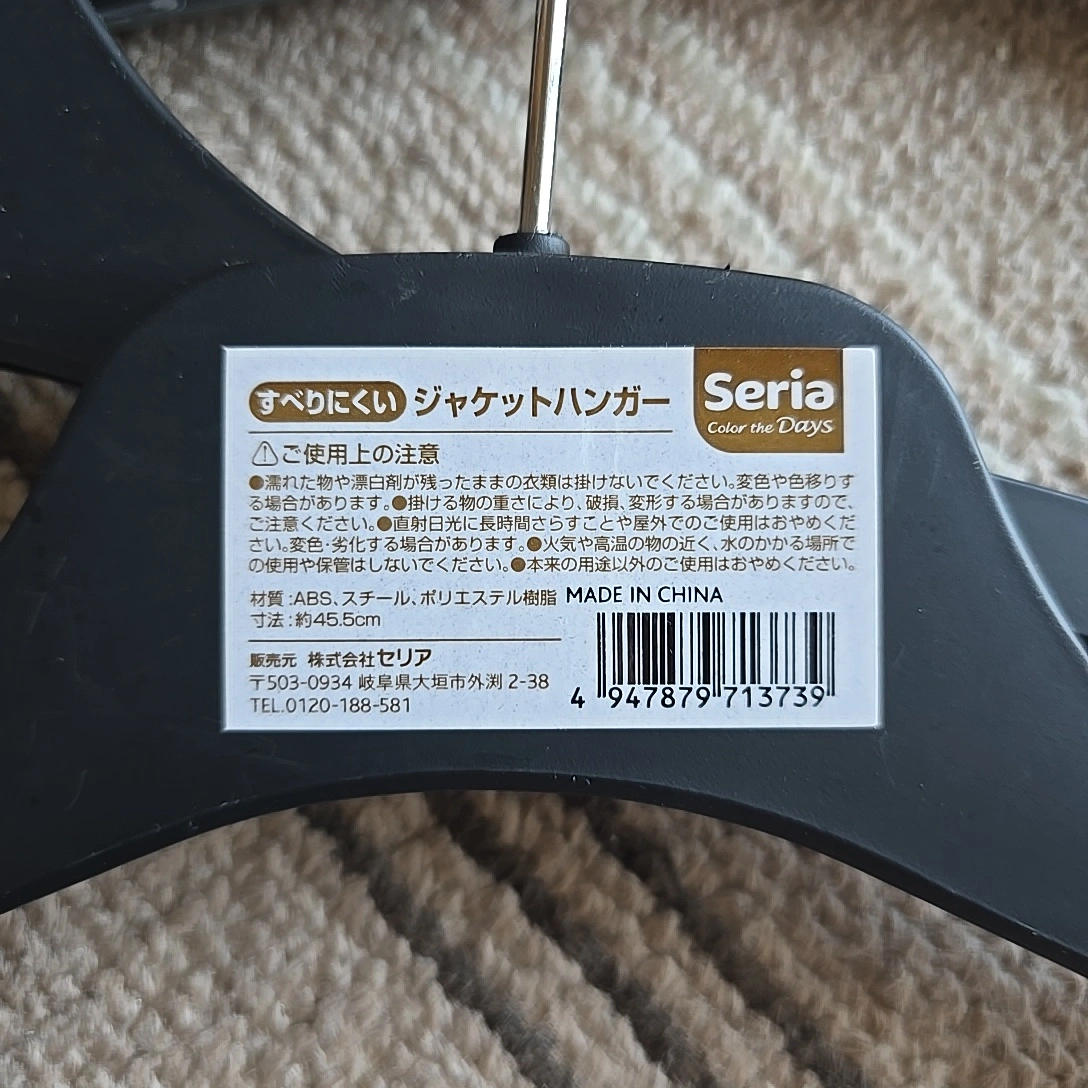 すべりにくい ジャケットハンガー
Seria
Color the Days
⚠ご使用上の注意
●濡れた物や漂白剤が残ったままの衣類は掛けないでください。変色や色移りす
る場合があります。●掛ける物の重さにより、破損、変形する場合がありますので、
ご注意ください。●直射日光に長時間さらすことや屋外でのご使用はおやめくだ
さい。変色・劣化する場合があります。●火気や高温の物の近く、水のかかる場所で
の使用や保管はしないでください。●本来の用途以外のご使用はおやめください。
材質:ABS、スチール、ポリエステル樹脂 MADE IN CHINA
寸法:約45.5cm
販売元 株式会社セリア
〒503-0934 岐阜県大垣市外渕 2-38
TEL.0120-188-581
4 947879 713739